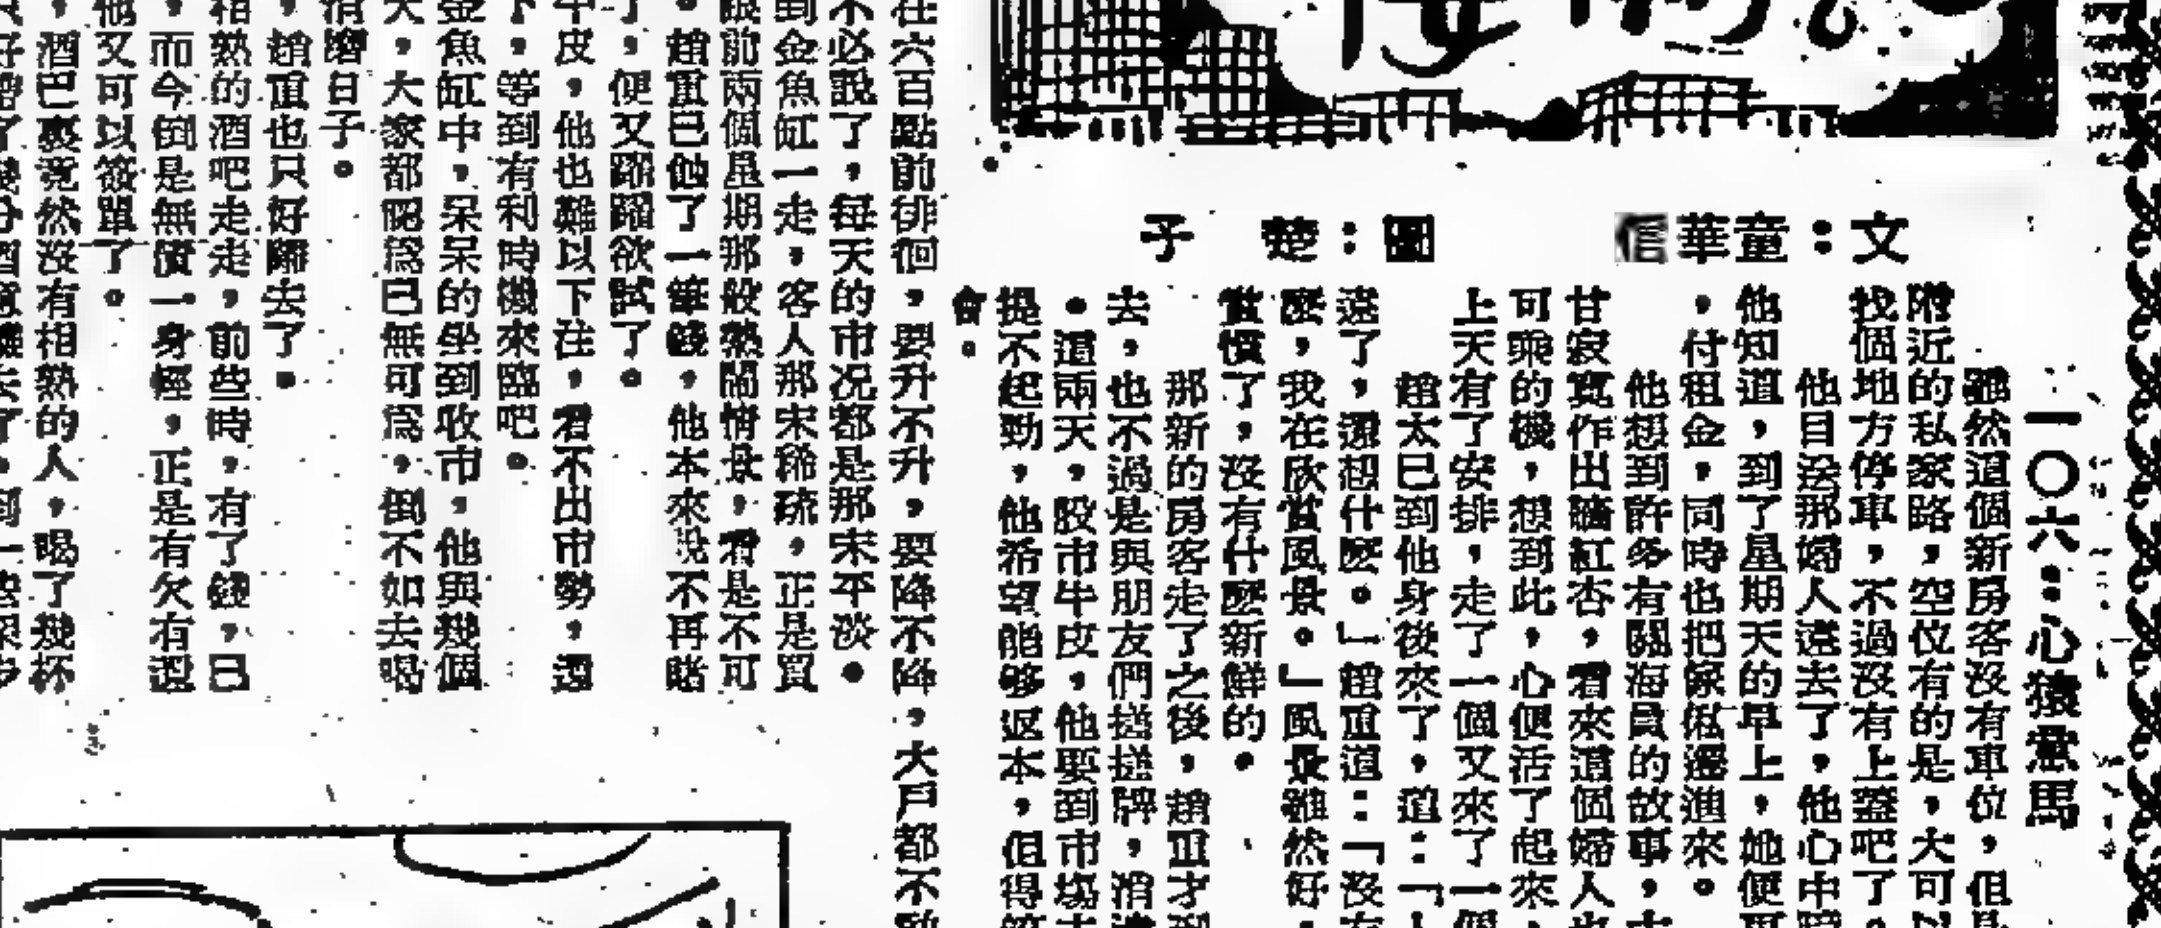 文：童華信
圖：楚子
一〇六：心猿意馬
雖然這個新房客沒有車位，但是
附近的私家路，空位有的是，大可以
找個地方停車，不過沒有上蓋吧了。
他目送那婦人遠去了，他心中
他知道，到了星期天的早上，她便
，付租金，同時也把傢俬搬進來。
他想到許多有關海員的故事，
甘寂寞作出牆紅杏，看來這個婦人也
可乘的機，想到此，心便活了起來，
上天有了安排，走了一個又來了一個
趙太已到他身後來了，道：「
遠了，還想什麼。」趙重道：「沒有
麼，我在欣賞風景。」風景雖然好，
賞慣了，沒有什麼新鮮的。
那新的房客走了之後，趙重才到
去，也不過是與朋友們搓搓牌，消
。這兩天，股市牛皮，他要到市場去
提不起勁，他希望能夠返本，但得
會。
在六百點前徘徊，要升不升，要降不降，大戶都不
不必說了，每天的市況都是那末平淡。
到金魚缸一走，客人那末稀疏，正是買
眼前兩個星期那般熱鬧情景，看是不可
。趙重已他了一筆錢，他本來說不再賭
了，便又躍躍欲試了。
牛皮，他也難以下注，看不出市勢，還
下，等到有利時機來臨吧。
金魚缸中，呆呆的坐到收市，他與幾個
天，大家都認為已無可為，倒不如去喝
消磨日子。
，趙重也只好歸去了。
相熟的酒吧走走，前些時，有了錢，已
，而今倒是無債一身輕，正是有欠有還
他又可以簽單了。
，酒巴裏竟然沒有相熟的人，喝了幾杯